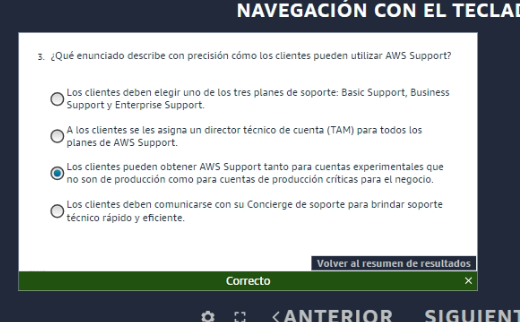 NAVEGACIÓN CON EL TECLAD
3. ¿Qué enunciado describe con precisión cómo los clientes pueden utilizar AWS Support?
Los clientes deben elegir uno de los tres planes de soporte: Basic Support, Business
Support y Enterprise Support.
A los clientes se les asigna un director técnico de cuenta (TAM) para todos los
planes de AWS Support.
Los clientes pueden obtener AWS Support tanto para cuentas experimentales que
no son de producción como para cuentas de producción críticas para el negocio.
Los clientes deben comunicarse con su Concierge de soporte para brindar soporte
técnico rápido y eficiente.
Volver al resumen de resultados
Correcto
ANTERIOR SIGUIENT